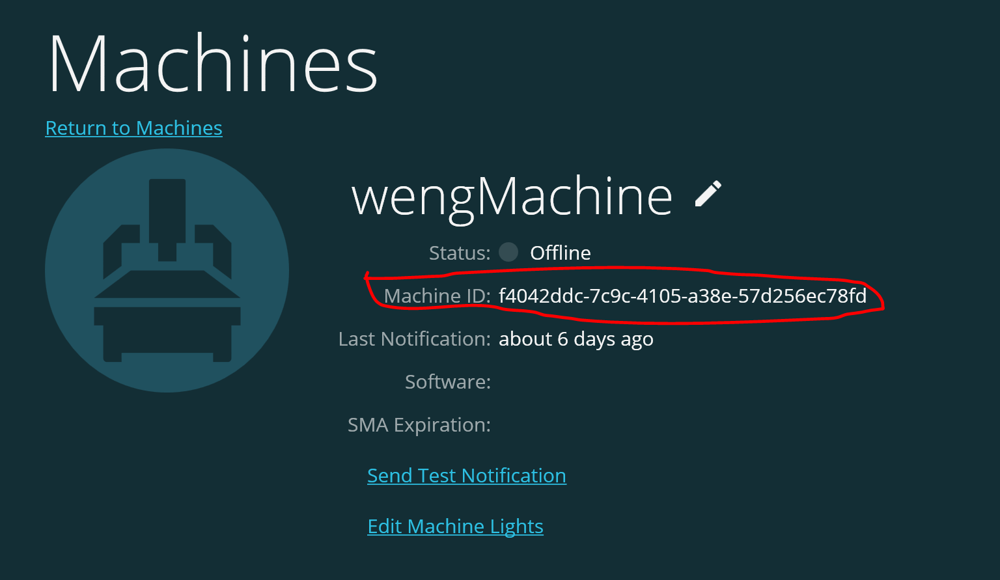 Machines
Return to Machines
wengMachine
Status: Offline
Machine ID: f4042ddc-7c9c-4105-a38e-57d256ec78fd
Last Notification: about 6 days ago
Software:
SMA Expiration:
Send Test Notification
Edit Machine Lights